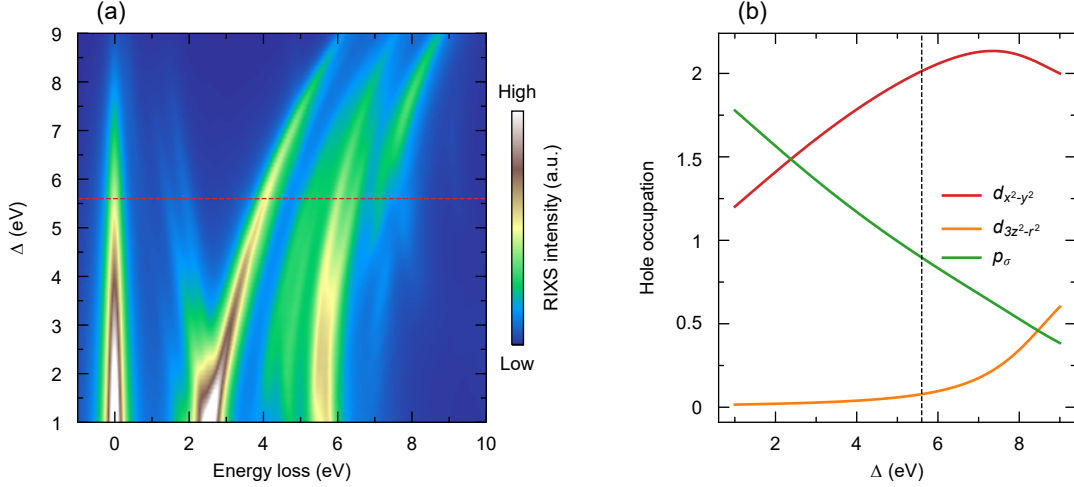 (a)
9
8
7
6
5
4
3
2
1
Δ (eV)
0 2 4 6 8 10
Energy loss (eV)
High
Low
RIXS intensity (a.u.)
(b)
2
1.5
1
0.5
0
Hole occupation
2 4 6 8
Δ (eV)
dx²-y²
d3z²-r²
pσ